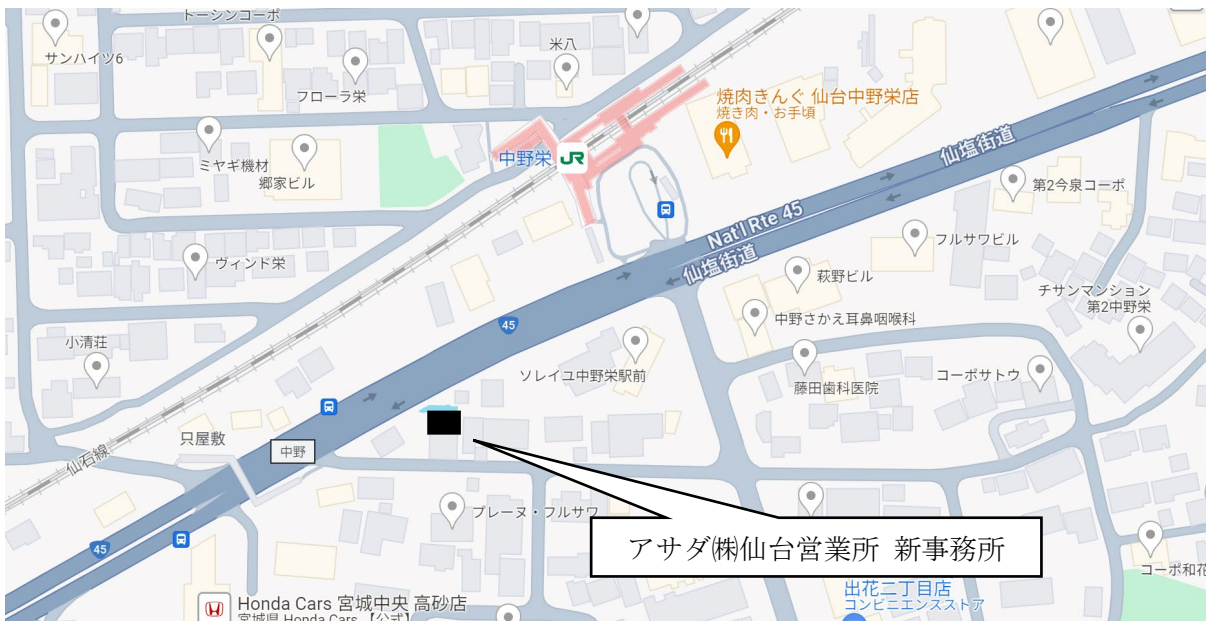 トーシンコーポ
サンハイツ6
米八
フローラ栄
焼肉きんぐ 仙台中野栄店
焼き肉・お手頃
仙塩街道
中野栄
JR
ミヤギ機材
郷家ビル
第2今泉コーポ
Nat'l Rte 45
仙塩街道
フルサワビル
ヴィンド栄
萩野ビル
チサンマンション
第2中野栄
中野さかえ耳鼻咽喉科
45
小清荘
ソレイユ中野栄駅前
藤田歯科医院
コーポサトウ
只屋敷
中野
仙石線
プレーヌ・フルサワ
45
アサダ㈱仙台営業所 新事務所
コーポ和花
出花二丁目店
コンビニエンスストア
Honda Cars 宮城中央 高砂店
宮城県 Honda Cars 【公式】